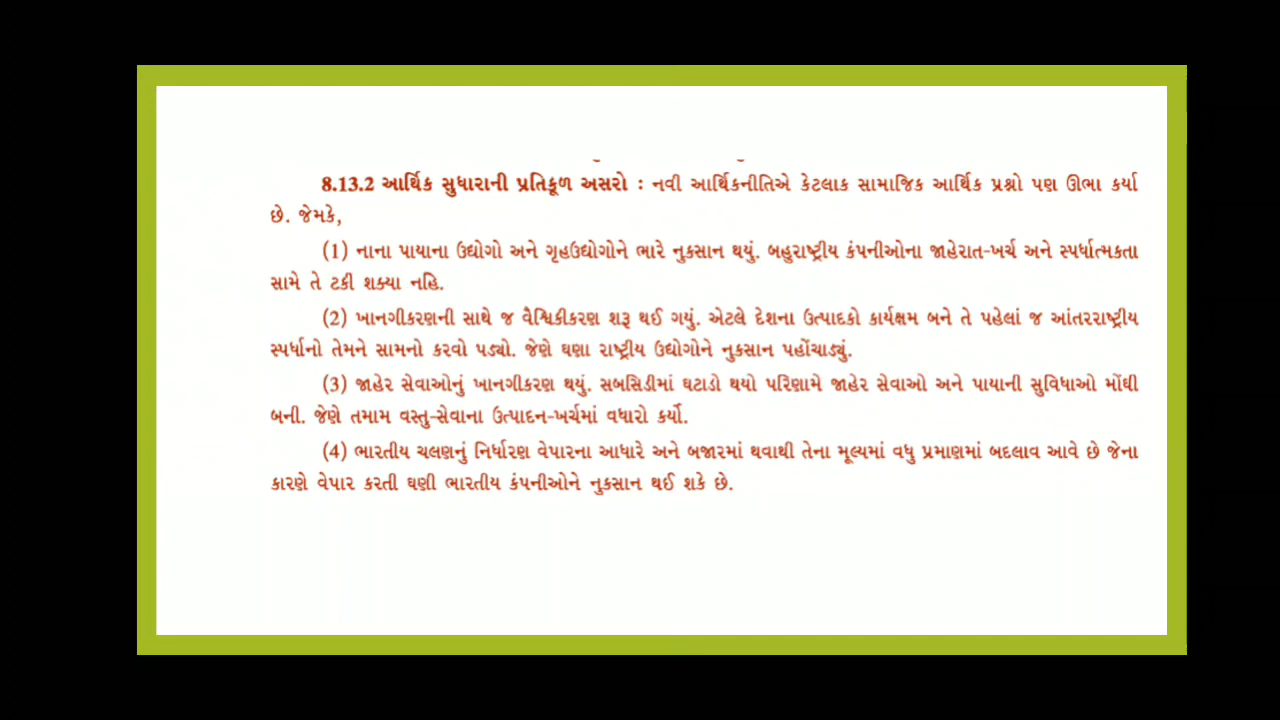 8.13.2 આર્થિક સુધારાની પ્રતિકૂળ અસરો : નવી આર્થિકનીતિએ કેટલાક સામાજિક આર્થિક પ્રશ્નો પણ ઊભા કર્યા
છે. જેમકે,
(1) નાના પાયાના ઉદ્યોગો અને ગૃહઉદ્યોગોને ભારે નુકસાન થયું. બહુરાષ્ટ્રીય કંપનીઓના જાહેરાત-ખર્ચ અને સ્પર્ધાત્મકતા
સામે તે ટકી શક્યા નહિ.
(2) ખાનગીકરણની સાથે જ વૈશ્વિકીકરણ શરૂ થઈ ગયું. એટલે દેશના ઉત્પાદકો કાર્યક્ષમ બને તે પહેલાં જ આંતરરાષ્ટ્રીય
સ્પર્ધાનો તેમને સામનો કરવો પડ્યો. જેણે ઘણા રાષ્ટ્રીય ઉદ્યોગોને નુકસાન પહોંચાડ્યું.
(3) જાહેર સેવાઓનું ખાનગીકરણ થયું. સબસિડીમાં ઘટાડો થયો પરિણામે જાહેર સેવાઓ અને પાયાની સુવિધાઓ મોંઘી
બની. જેણે તમામ વસ્તુ-સેવાના ઉત્પાદન-ખર્ચમાં વધારો કર્યો.
(4) ભારતીય ચલણનું નિર્ધારણ વેપારના આધારે અને બજારમાં થવાથી તેના મૂલ્યમાં વધુ પ્રમાણમાં બદલાવ આવે છે જેના
કારણે વેપાર કરતી ઘણી ભારતીય કંપનીઓને નુકસાન થઈ શકે છે.